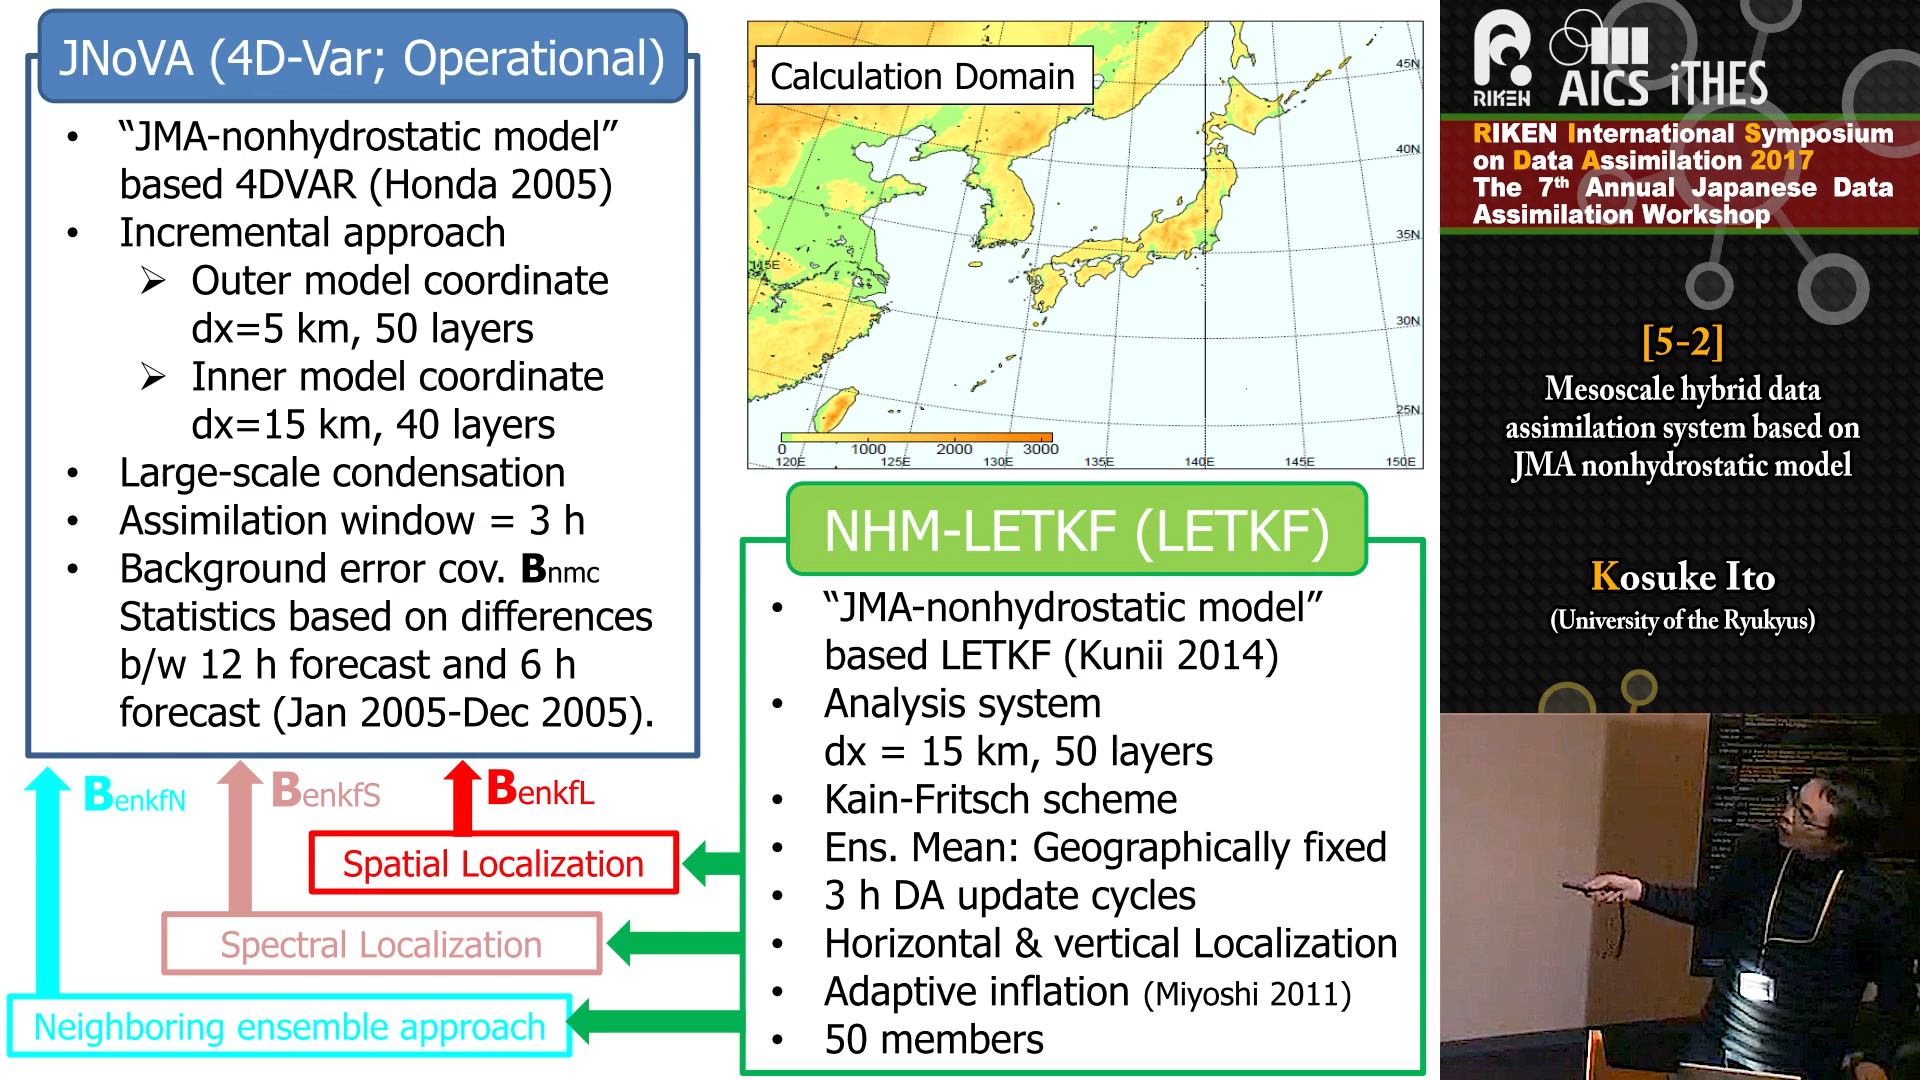 JNoVA (4D-Var; Operational)
• “JMA-nonhydrostatic model”
based 4DVAR (Honda 2005)
• Incremental approach
➢ Outer model coordinate
dx=5 km, 50 layers
➢ Inner model coordinate
dx=15 km, 40 layers
• Large-scale condensation
• Assimilation window = 3 h
• Background error cov. Bnmc
Statistics based on differences
b/w 12 h forecast and 6 h
forecast (Jan 2005-Dec 2005).
BenkfN
BenkfS
BenkfL
Spatial Localization
Spectral Localization
Neighboring ensemble approach
Calculation Domain
45N
40N
35N
30N
25N
115E
0 1000 2000 3000
120E 125E 130E 135E 140E 145E 150E
NHM-LETKF (LETKF)
• “JMA-nonhydrostatic model”
based LETKF (Kunii 2014)
• Analysis system
dx = 15 km, 50 layers
• Kain-Fritsch scheme
• Ens. Mean: Geographically fixed
• 3 h DA update cycles
• Horizontal & vertical Localization
• Adaptive inflation (Miyoshi 2011)
• 50 members
RIKEN AICS iTHES
RIKEN International Symposium
on Data Assimilation 2017
The 7th Annual Japanese Data
Assimilation Workshop
[5-2]
Mesoscale hybrid data
assimilation system based on
JMA nonhydrostatic model
Kosuke Ito
(University of the Ryukyus)